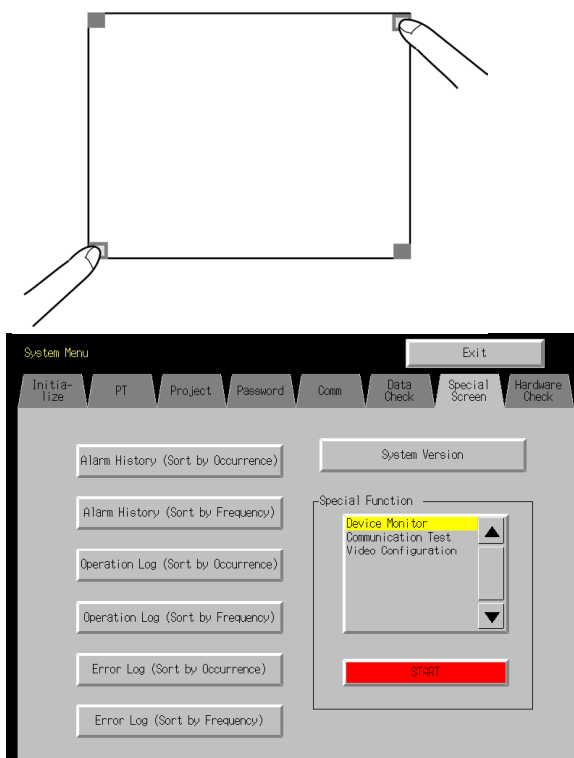 System Menu
Exit
Initia-
lize
PT
Project
Password
Comm
Data
Check
Special
Screen
Hardware
Check
Alarm History (Sort by Occurrence)
System Version
Alarm History (Sort by Frequency)
Special Function
Device Monitor
Communication Test
Video Configuration
Operation Log (Sort by Occurrence)
Operation Log (Sort by Frequency)
Error Log (Sort by Occurrence)
START
Error Log (Sort by Frequency)